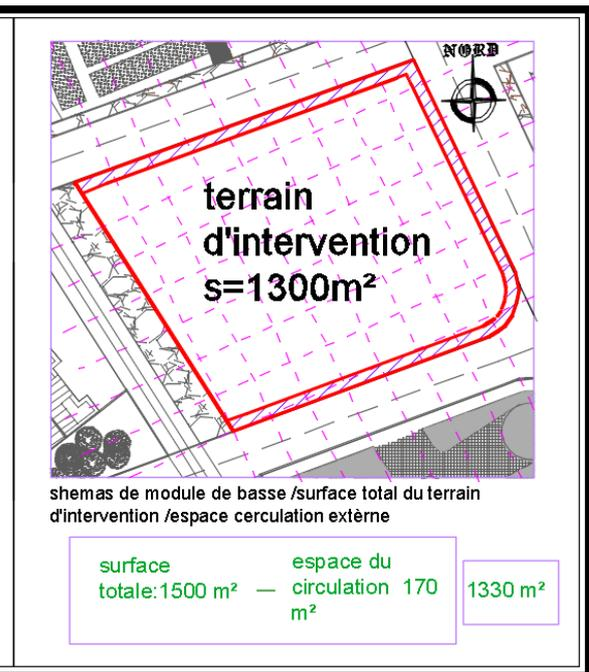 NORD
terrain
d'intervention
s=1300m²
shemas de module de basse /surface total du terrain
d'intervention /espace cerculation extèrne
surface
totale:1500 m²
—
espace du
circulation 170
m²
1330 m²